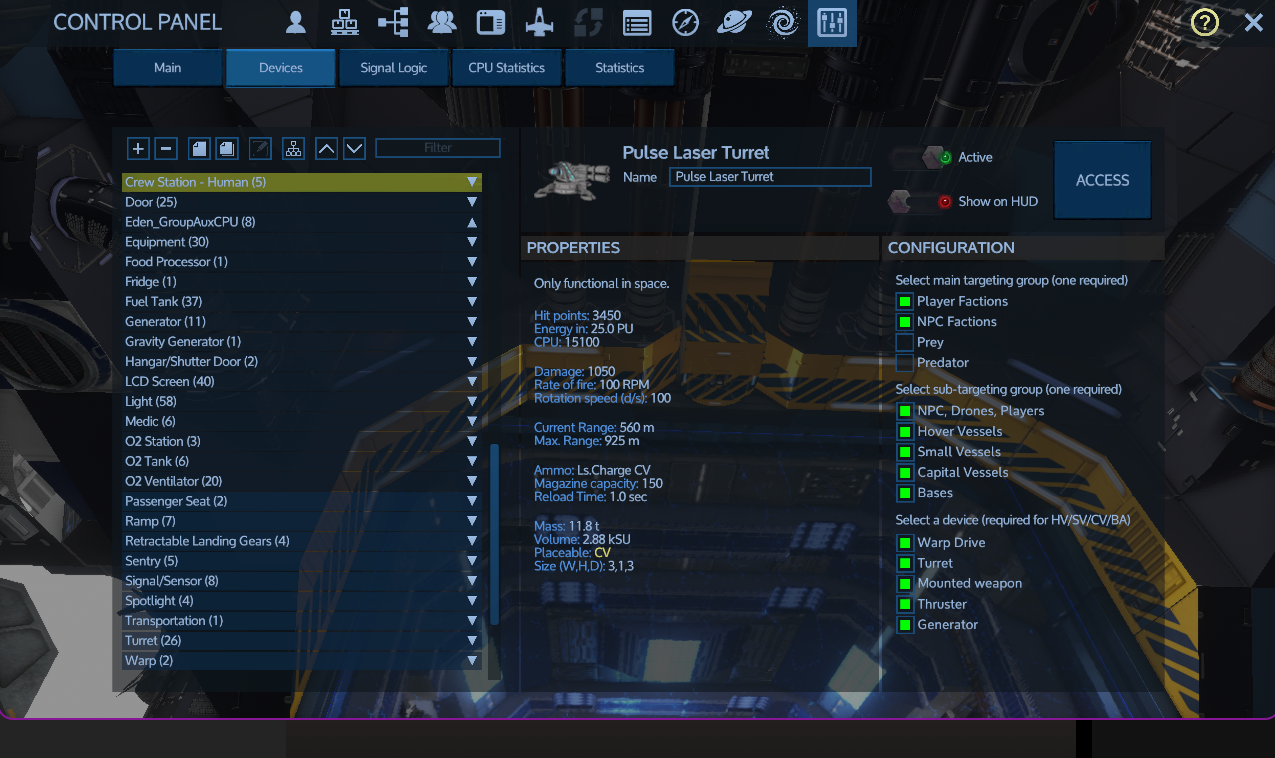 CONTROL PANEL
?
Main
Devices
Signal Logic
CPU Statistics
Statistics
Filter
Crew Station - Human (5)
Door (25)
Eden_GroupAuxCPU (8)
Equipment (30)
Food Processor (1)
Fridge (1)
Fuel Tank (37)
Generator (11)
Gravity Generator (1)
Hangar/Shutter Door (2)
LCD Screen (40)
Light (58)
Medic (6)
O2 Station (3)
O2 Tank (6)
O2 Ventilator (20)
Passenger Seat (2)
Ramp (7)
Retractable Landing Gears (4)
Sentry (5)
Signal/Sensor (8)
Spotlight (4)
Transportation (1)
Turret (26)
Warp (2)
Pulse Laser Turret
Name Pulse Laser Turret
Active
Show on HUD
ACCESS
PROPERTIES
Only functional in space.
Hit points: 3450
Energy in: 25.0 PU
CPU: 15100
Damage: 1050
Rate of fire: 100 RPM
Rotation speed (d/s): 100
Current Range: 560 m
Max. Range: 925 m
Ammo: Ls.Charge CV
Magazine capacity: 150
Reload Time: 1.0 sec
Mass: 11.8 t
Volume: 2.88 kSU
Placeable: CV
Size (W,H,D): 3,1,3
CONFIGURATION
Select main targeting group (one required)
Player Factions
NPC Factions
Prey
Predator
Select sub-targeting group (one required)
NPC, Drones, Players
Hover Vessels
Small Vessels
Capital Vessels
Bases
Select a device (required for HV/SV/CV/BA)
Warp Drive
Turret
Mounted weapon
Thruster
Generator